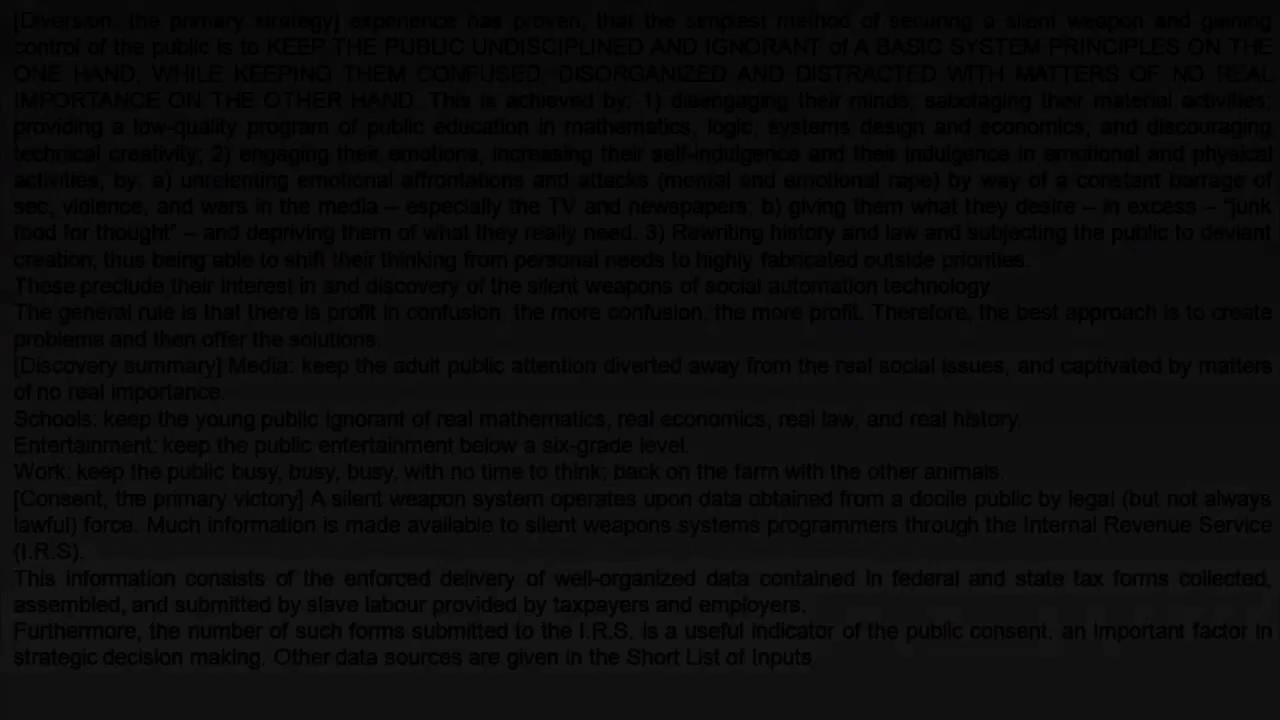 [Diversion, the primary strategy] experience has proven, that the simplest method of securing a silent weapon and gaining
control of the public is to KEEP THE PUBLIC UNDISCIPLINED AND IGNORANT of A BASIC SYSTEM PRINCIPLES ON THE
ONE HAND, WHILE KEEPING THEM CONFUSED, DISORGANIZED AND DISTRACTED WITH MATTERS OF NO REAL
IMPORTANCE ON THE OTHER HAND. This is achieved by: 1) disengaging their minds; sabotaging their material activities;
providing a low-quality program of public education in mathematics, logic, systems design and economics, and discouraging
technical creativity; 2) engaging their emotions, increasing their self-indulgence and their indulgence in emotional and physical
activities, by: a) unrelenting emotional affrontations and attacks (mental and emotional rape) by way of a constant barrage of
sec, violence, and wars in the media – especially the TV and newspapers; b) giving them what they desire – in excess – “junk
food for thought” – and depriving them of what they really need. 3) Rewriting history and law and subjecting the public to deviant
creation, thus being able to shift their thinking from personal needs to highly fabricated outside priorities.
These preclude their interest in and discovery of the silent weapons of social automation technology.
The general rule is that there is profit in confusion, the more confusion, the more profit. Therefore, the best approach is to create
problems and then offer the solutions.
[Discovery summary] Media: keep the adult public attention diverted away from the real social issues, and captivated by matters
of no real importance.
Schools: keep the young public ignorant of real mathematics, real economics, real law, and real history.
Entertainment: keep the public entertainment below a six-grade level.
Work: keep the public busy, busy, busy, with no time to think; back on the farm with the other animals.
[Consent, the primary victory] A silent weapon system operates upon data obtained from a docile public by legal (but not always
lawful) force. Much information is made available to silent weapons systems programmers through the Internal Revenue Service
(I.R.S).
This information consists of the enforced delivery of well-organized data contained in federal and state tax forms collected,
assembled, and submitted by slave labour provided by taxpayers and employers.
Furthermore, the number of such forms submitted to the I.R.S. is a useful indicator of the public consent, an important factor in
strategic decision making. Other data sources are given in the Short List of Inputs